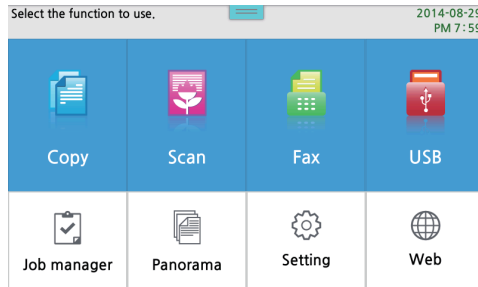 Select the function to use.
2014-08-29
PM 7:59
Copy
Scan
Fax
USB
Job manager
Panorama
Setting
Web